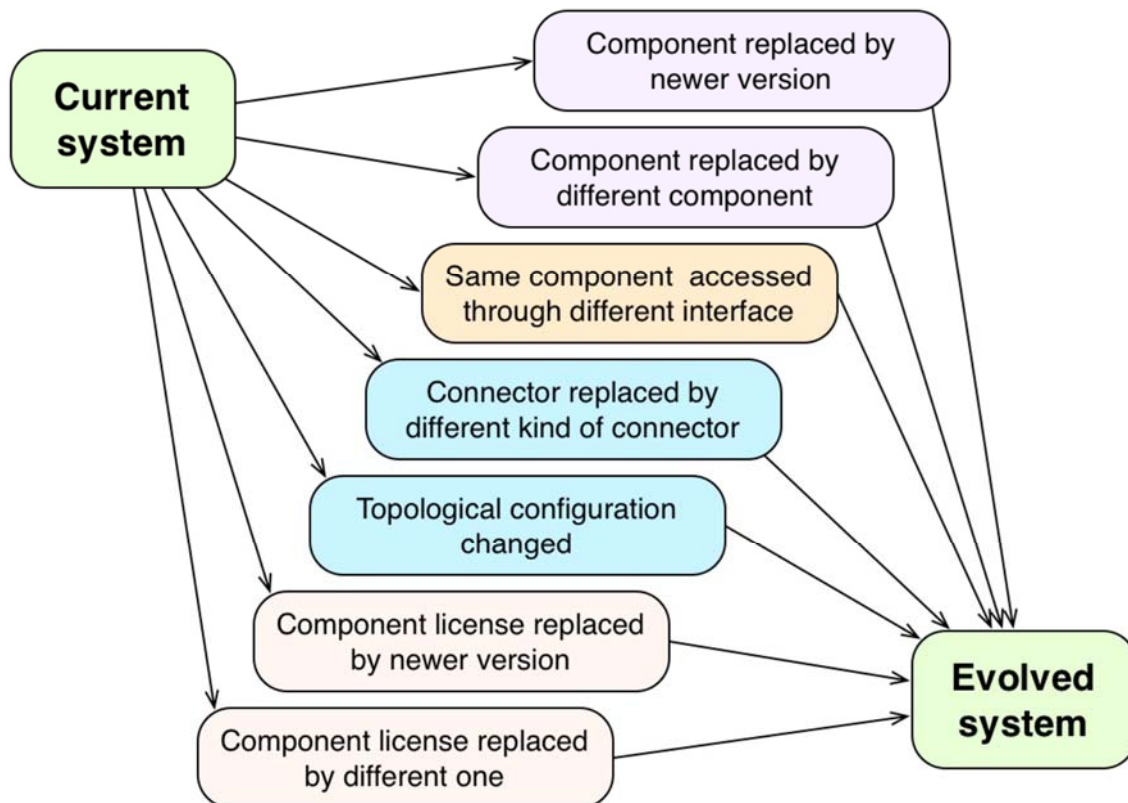 Current
system
Component replaced by
newer version
Component replaced by
different component
Same component accessed
through different interface
Connector replaced by
different kind of connector
Topological configuration
changed
Component license replaced
by newer version
Component license replaced
by different one
Evolved
system